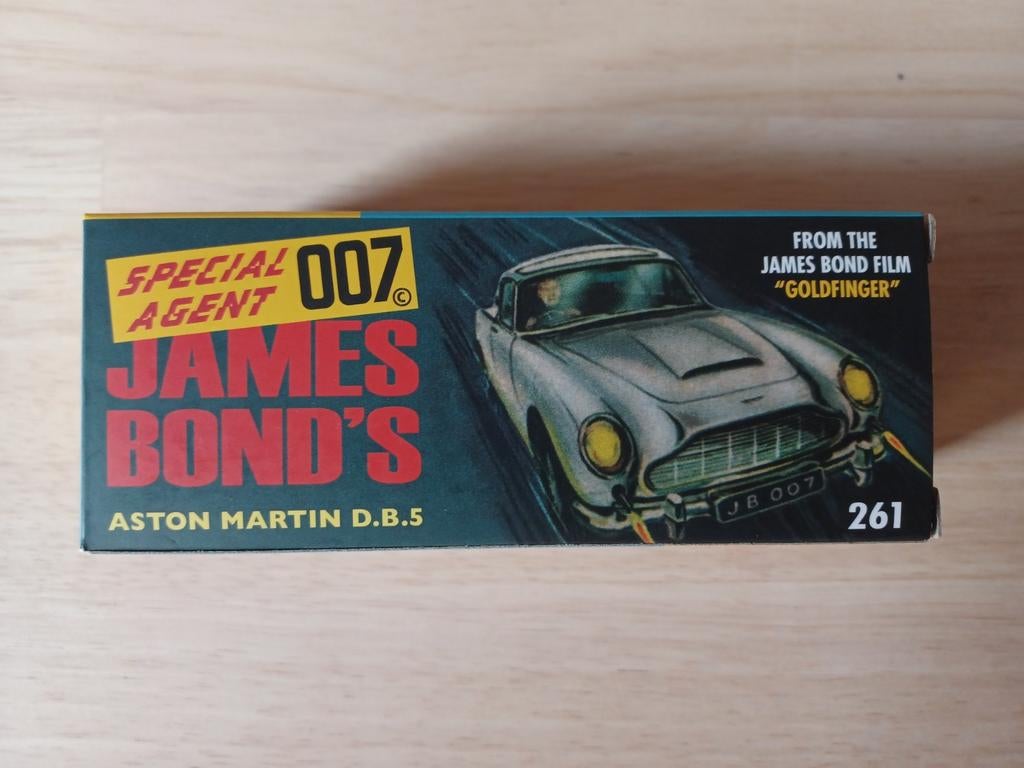 SPECIAL
AGENT 007©
JAMES
BOND'S
ASTON MARTIN D.B.5
FROM THE
JAMES BOND FILM
"GOLDFINGER"
JB 007
261